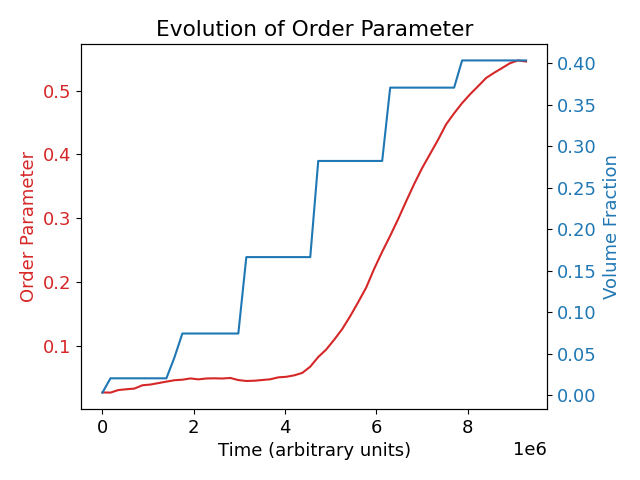 Evolution of Order Parameter
Order Parameter
0.5
0.4
0.3
0.2
0.1
Volume Fraction
0.40
0.35
0.30
0.25
0.20
0.15
0.10
0.05
0.00
0 2 4 6 8
1e6
Time (arbitrary units)